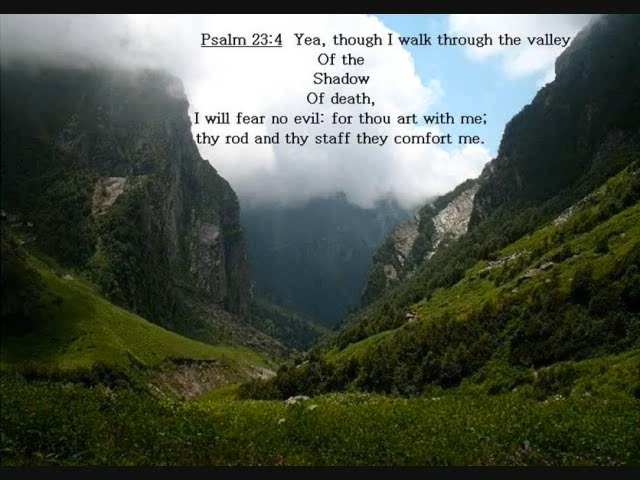 Psalm 23:4 Yea, though I walk through the valley
Of the
Shadow
Of death,
I will fear no evil: for thou art with me;
thy rod and thy staff they comfort me.